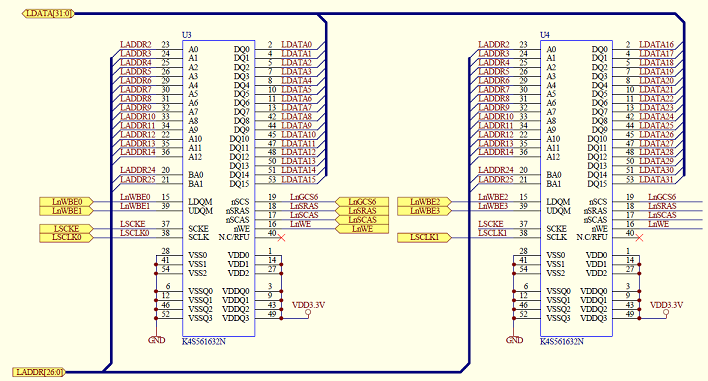 LDATA[31:0]
U3
U4
LADDR2 23 A0 DQ0 2 LDATA0
LADDR3 24 A1 DQ1 4 LDATA1
LADDR4 25 A2 DQ2 5 LDATA2
LADDR5 26 A3 DQ3 7 LDATA3
LADDR6 29 A4 DQ4 8 LDATA4
LADDR7 30 A5 DQ5 10 LDATA5
LADDR8 31 A6 DQ6 11 LDATA6
LADDR9 32 A7 DQ7 13 LDATA7
LADDR10 33 A8 DQ8 42 LDATA8
LADDR11 34 A9 DQ9 44 LDATA9
LADDR12 22 A10 DQ10 45 LDATA10
LADDR13 35 A11 DQ11 47 LDATA11
LADDR14 36 A12 DQ12 48 LDATA12
DQ13 50 LDATA13
LADDR24 20 BA0 DQ14 51 LDATA14
LADDR25 21 BA1 DQ15 53 LDATA15
LnWBE0 LnWBE0 15 LDQM nSCS 19 LnGCS6 LnGCS6
LnWBE1 LnWBE1 39 UDQM nSRAS 18 LnSRAS LnSRAS
nSCAS 17 LnSCAS LnSCAS
LSCKE LSCKE 37 SCKE nWE 16 LnWE LnWE
LSCLK0 LSCLK0 38 SCLK N.C/RFU 40
28 VSS0 VDD0 1
41 VSS1 VDD1 14
54 VSS2 VDD2 27
6 VSSQ0 VDDQ0 3
12 VSSQ1 VDDQ1 9
46 VSSQ2 VDDQ2 43
52 VSSQ3 VDDQ3 49
VDD3.3V
GND
K4S561632N
LADDR2 23 A0 DQ0 2 LDATA16
LADDR3 24 A1 DQ1 4 LDATA17
LADDR4 25 A2 DQ2 5 LDATA18
LADDR5 26 A3 DQ3 7 LDATA19
LADDR6 29 A4 DQ4 8 LDATA20
LADDR7 30 A5 DQ5 10 LDATA21
LADDR8 31 A6 DQ6 11 LDATA22
LADDR9 32 A7 DQ7 13 LDATA23
LADDR10 33 A8 DQ8 42 LDATA24
LADDR11 34 A9 DQ9 44 LDATA25
LADDR12 22 A10 DQ10 45 LDATA26
LADDR13 35 A11 DQ11 47 LDATA27
LADDR14 36 A12 DQ12 48 LDATA28
DQ13 50 LDATA29
LADDR24 20 BA0 DQ14 51 LDATA30
LADDR25 21 BA1 DQ15 53 LDATA31
LnWBE2 LnWBE2 15 LDQM nSCS 19 LnGCS6
LnWBE3 LnWBE3 39 UDQM nSRAS 18 LnSRAS
nSCAS 17 LnSCAS
LSCKE 37 SCKE nWE 16 LnWE
LSCLK1 LSCLK1 38 SCLK N.C/RFU 40
28 VSS0 VDD0 1
41 VSS1 VDD1 14
54 VSS2 VDD2 27
6 VSSQ0 VDDQ0 3
12 VSSQ1 VDDQ1 9
46 VSSQ2 VDDQ2 43
52 VSSQ3 VDDQ3 49
VDD3.3V
GND
K4S561632N
LADDR[26:0]